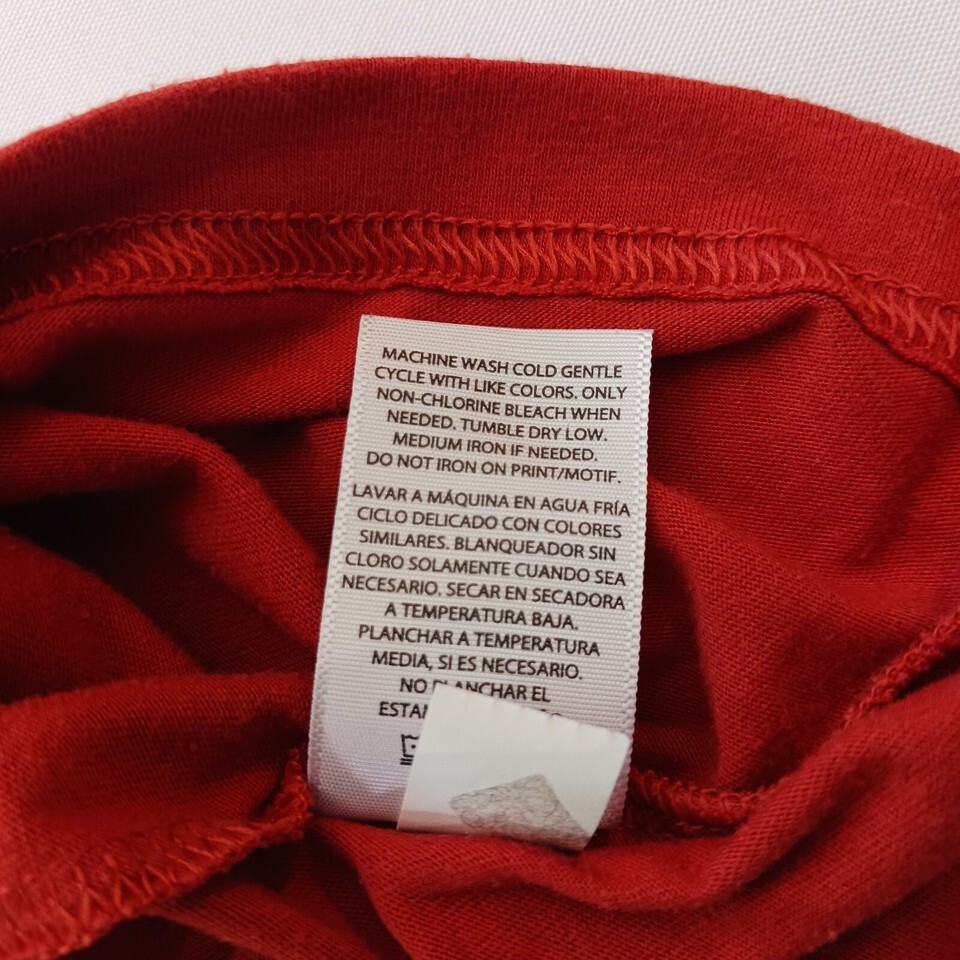 MACHINE WASH COLD GENTLE
CYCLE WITH LIKE COLORS. ONLY
NON-CHLORINE BLEACH WHEN
NEEDED. TUMBLE DRY LOW.
MEDIUM IRON IF NEEDED.
DO NOT IRON ON PRINT/MOTIF.
LAVAR A MÁQUINA EN AGUA FRÍA
CICLO DELICADO CON COLORES
SIMILARES. BLANQUEADOR SIN
CLORO SOLAMENTE CUANDO SEA
NECESARIO. SECAR EN SECADORA
A TEMPERATURA BAJA.
PLANCHAR A TEMPERATURA
MEDIA, SI ES NECESARIO.
NO PLANCHAR EL